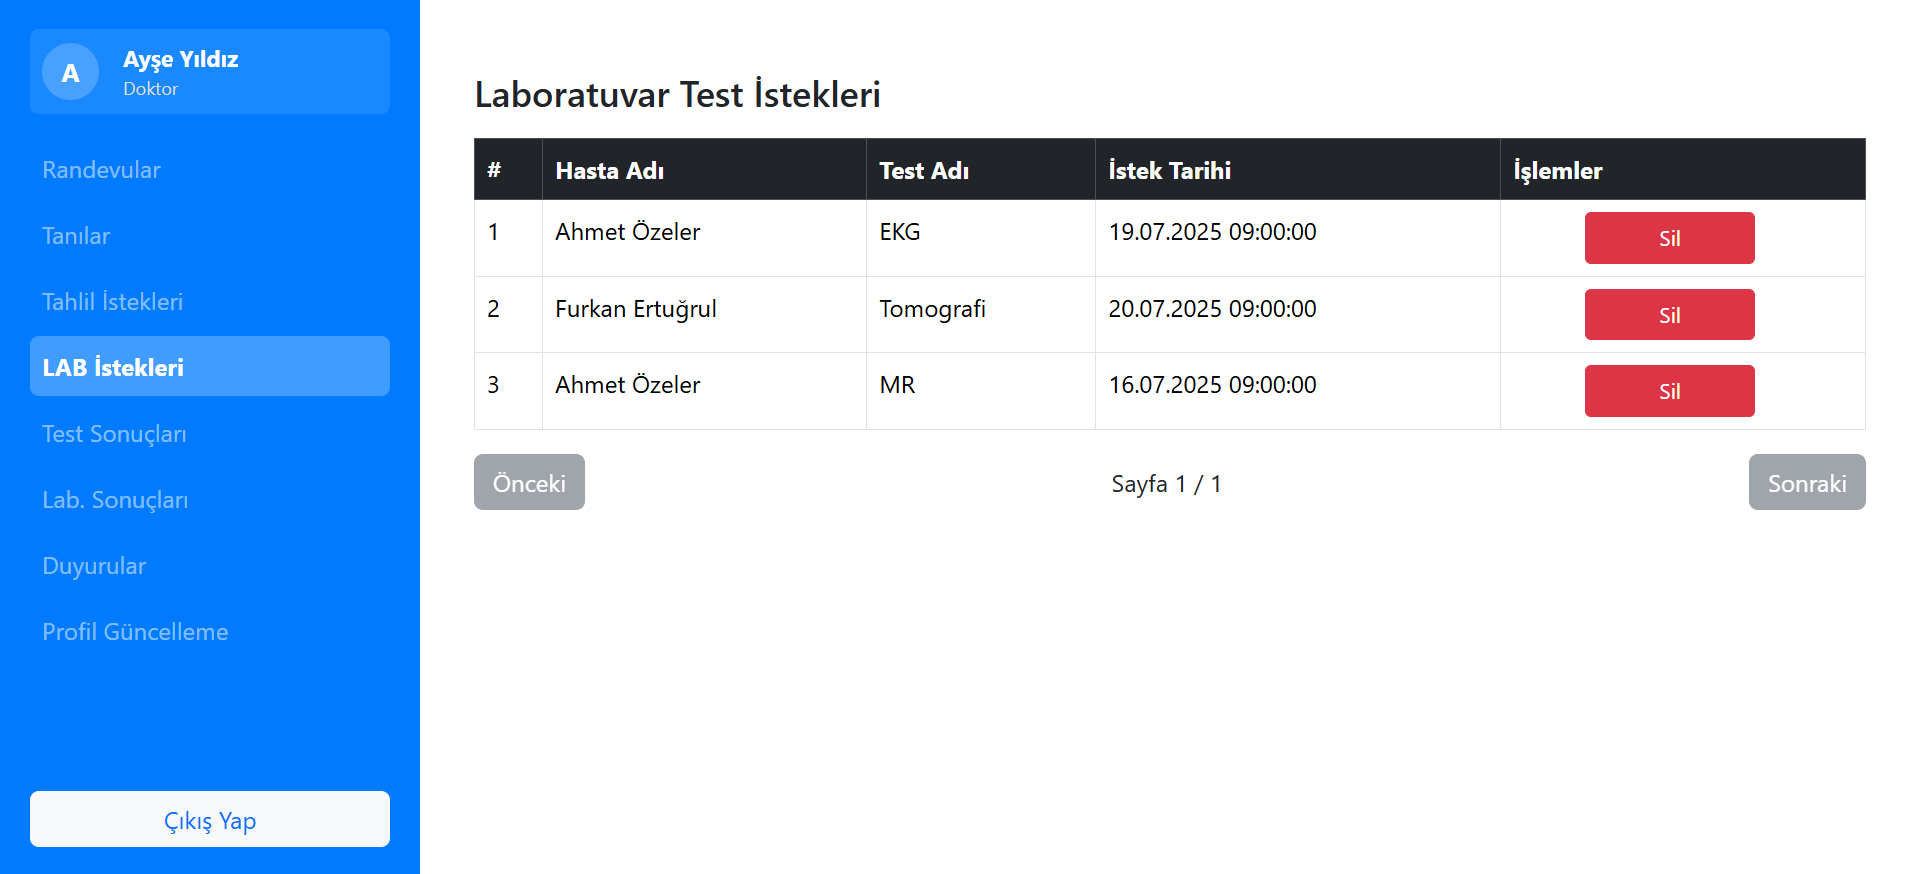 A
Ayşe Yıldız
Doktor
Randevular
Tanılar
Tahlil İstekleri
LAB İstekleri
Test Sonuçları
Lab. Sonuçları
Duyurular
Profil Güncelleme
Çıkış Yap
Laboratuvar Test İstekleri
# Hasta Adı Test Adı İstek Tarihi İşlemler
1 Ahmet Özeler EKG 19.07.2025 09:00:00 Sil
2 Furkan Ertuğrul Tomografi 20.07.2025 09:00:00 Sil
3 Ahmet Özeler MR 16.07.2025 09:00:00 Sil
Önceki Sayfa 1 / 1 Sonraki